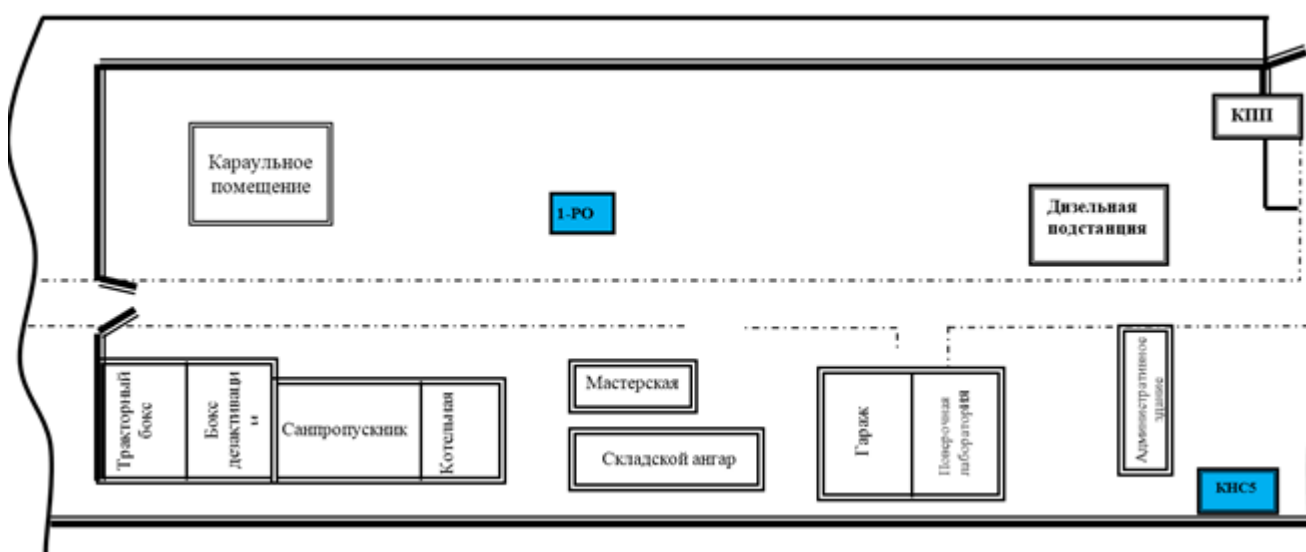 КПП
Караульное
помещение
1-РО
Дизельная
подстанция
Тракторный
бокс
Бокс
дезактиваци
и
Санпропускник
Котельная
Мастерская
Складской ангар
Гараж
Поверочная
лаборатория
Административное
здание
КНС5